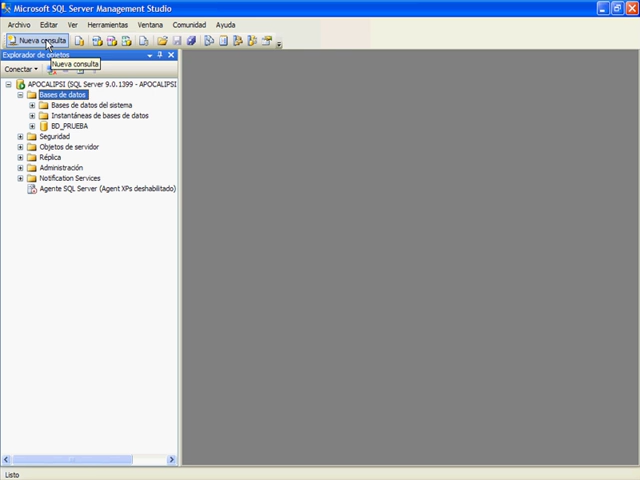 Microsoft SQL Server Management Studio
Archivo Editar Ver Herramientas Ventana Comunidad Ayuda
Nueva consulta
Explorador de objetos
Nueva consulta
Conectar
APOCALIPSI (SQL Server 9.0.1399 - APOCALIPSI
Bases de datos
Bases de datos del sistema
Instantáneas de bases de datos
BD_PRUEBA
Seguridad
Objetos de servidor
Réplica
Administración
Notification Services
Agente SQL Server (Agent XPs deshabilitado)
Listo